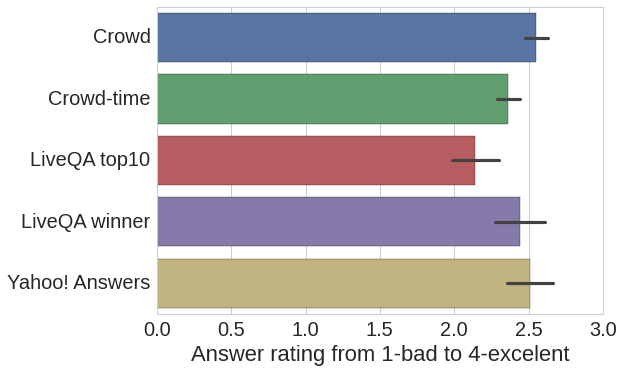 Crowd
Crowd-time
LiveQA top10
LiveQA winner
Yahoo! Answers
0.0 0.5 1.0 1.5 2.0 2.5 3.0
Answer rating from 1-bad to 4-excelent